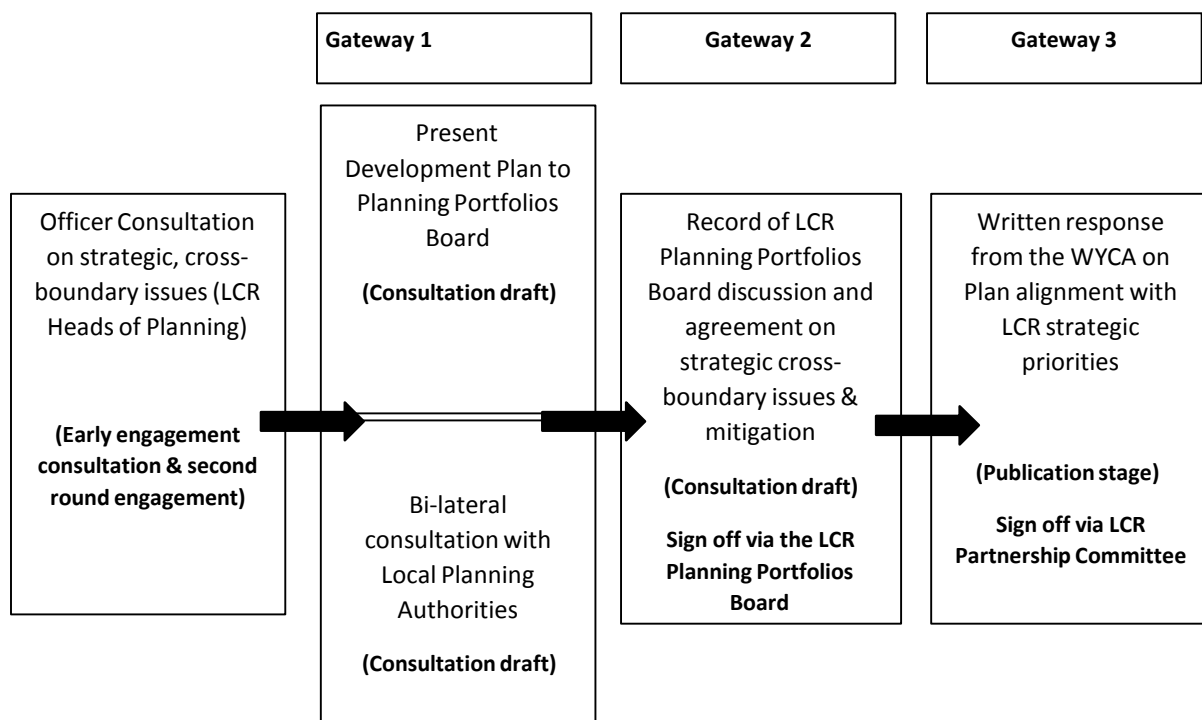 Gateway 1
Gateway 2
Gateway 3
Officer Consultation
on strategic, cross-
boundary issues (LCR
Heads of Planning)
(Early engagement
consultation & second
round engagement)
Present
Development Plan to
Planning Portfolios
Board
(Consultation draft)
Bi-lateral
consultation with
Local Planning
Authorities
(Consultation draft)
Record of LCR
Planning Portfolios
Board discussion and
agreement on
strategic cross-
boundary issues &
mitigation
(Consultation draft)
Sign off via the LCR
Planning Portfolios
Board
Written response
from the WYCA on
Plan alignment with
LCR strategic
priorities
(Publication stage)
Sign off via LCR
Partnership Committee